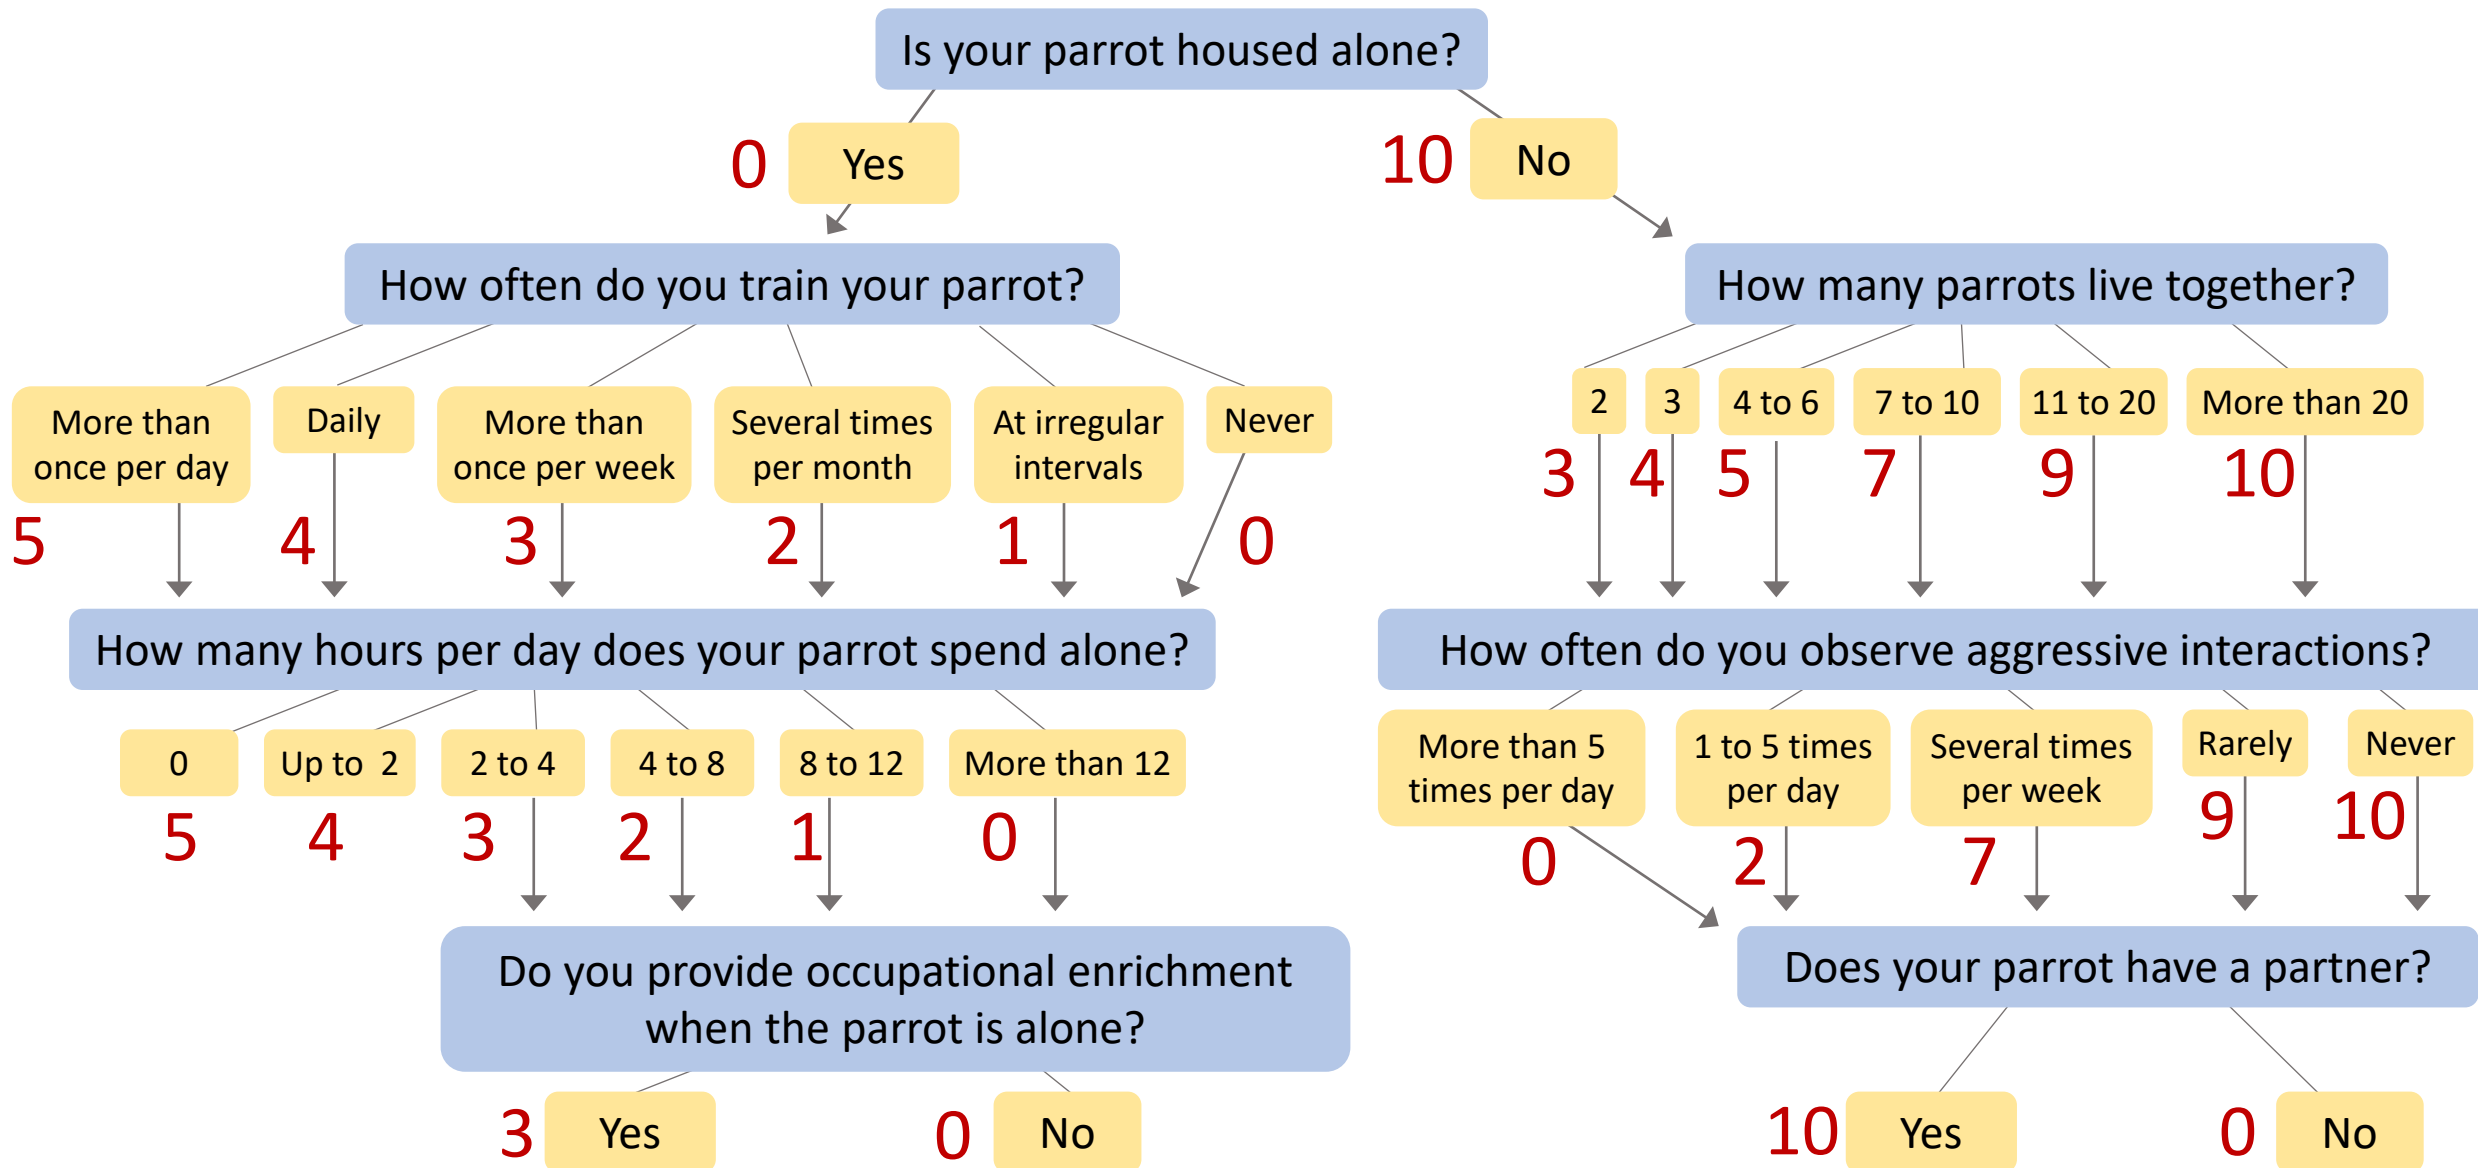 Is your parrot housed alone?
0
Yes
10
No
How often do you train your parrot?
How many parrots live together?
More than
once per day
Daily
More than
once per week
Several times
per month
At irregular
intervals
Never
2
3
4 to 6
7 to 10
11 to 20
More than 20
3
4
5
7
9
10
5
4
3
2
1
0
How many hours per day does your parrot spend alone?
How often do you observe aggressive interactions?
0
Up to 2
2 to 4
4 to 8
8 to 12
More than 12
More than 5
times per day
1 to 5 times
per day
Several times
per week
Rarely
Never
5
4
3
2
1
0
0
2
7
9
10
Do you provide occupational enrichment
when the parrot is alone?
Does your parrot have a partner?
3
Yes
0
No
10
Yes
0
No